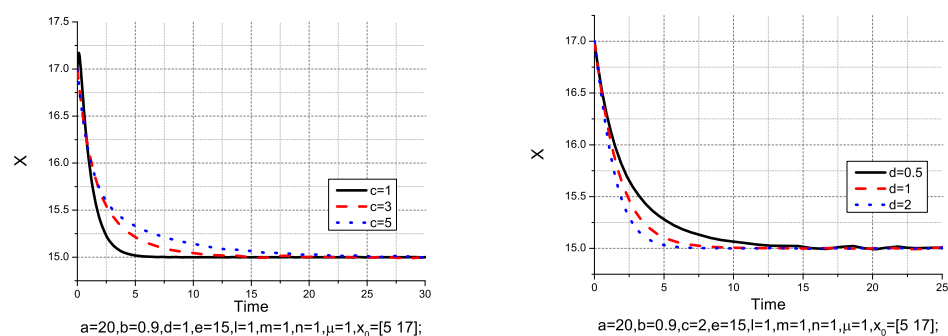 17.5
17.0
16.5
16.0
15.5
15.0
X
c=1
c=3
c=5
0 5 10 15 20 25 30
Time
a=20,b=0.9,d=1,e=15,l=1,m=1,n=1,μ=1,x₀=[5 17];
17.0
16.5
16.0
15.5
15.0
X
d=0.5
d=1
d=2
0 5 10 15 20 25
Time
a=20,b=0.9,c=2,e=15,l=1,m=1,n=1,μ=1,x₀=[5 17];